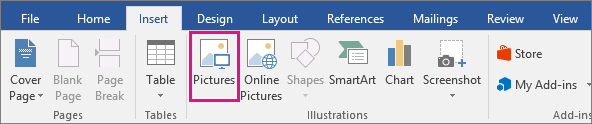 File Home Insert Design Layout References Mailings Review View
Cover Page
Blank Page
Page Break
Table
Pictures
Online Pictures
Shapes
SmartArt
Chart
Screenshot
Store
My Add-ins
Pages
Tables
Illustrations
Add-ins